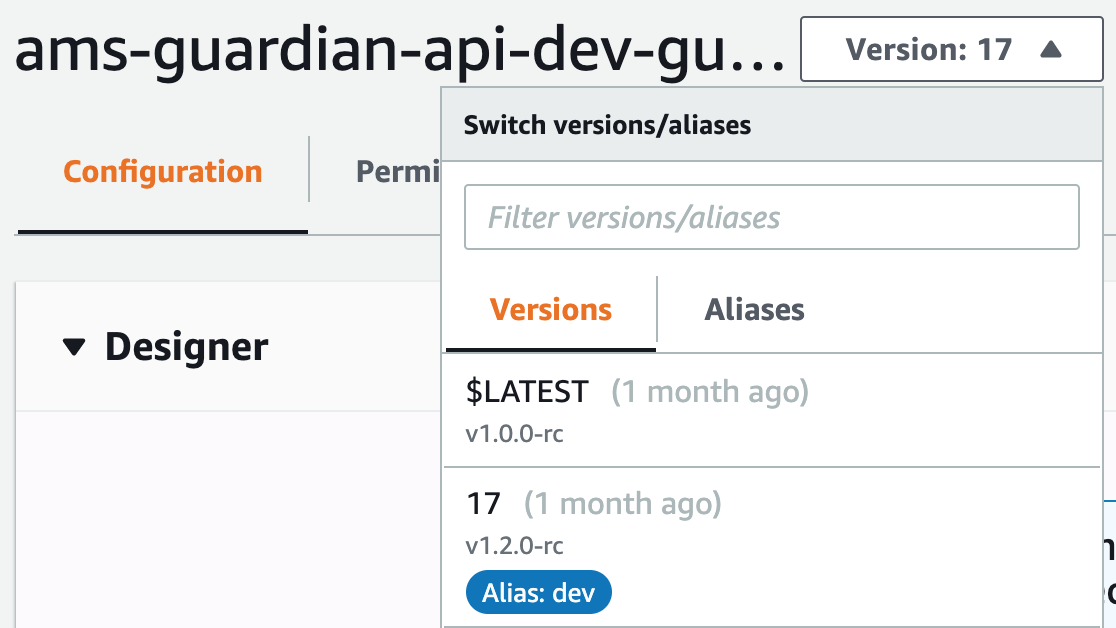 ams-guardian-api-dev-gu...
Version: 17
Switch versions/aliases
Configuration
Filter versions/aliases
Versions
Aliases
Designer
$LATEST (1 month ago)
v1.0.0-rc
17 (1 month ago)
v1.2.0-rc
Alias: dev